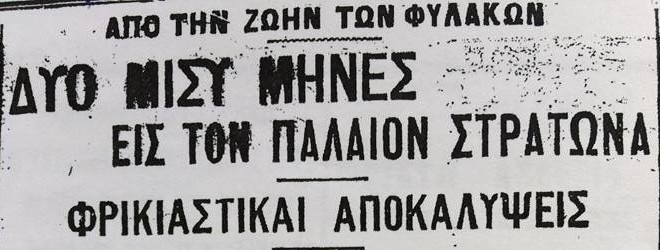 ΑΠΟ ΤΗΝ ΖΩΗΝ ΤΩΝ ΦΥΛΑΚΩΝ
ΔΥΟ ΜΙΣΥ ΜΗΝΕΣ
ΕΙΣ ΤΟΝ ΠΑΛΑΙΟΝ ΣΤΡΑΤΩΝΑ
ΦΡΙΚΙΑΣΤΙΚΑΙ ΑΠΟΚΑΛΥΨΕΙΣ